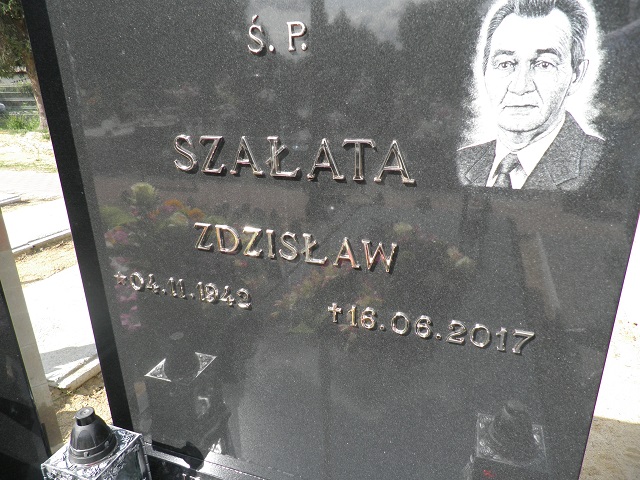 Ś. P.
SZAŁATA
ZDZISŁAW
*04.11.1942 †16.06.2017